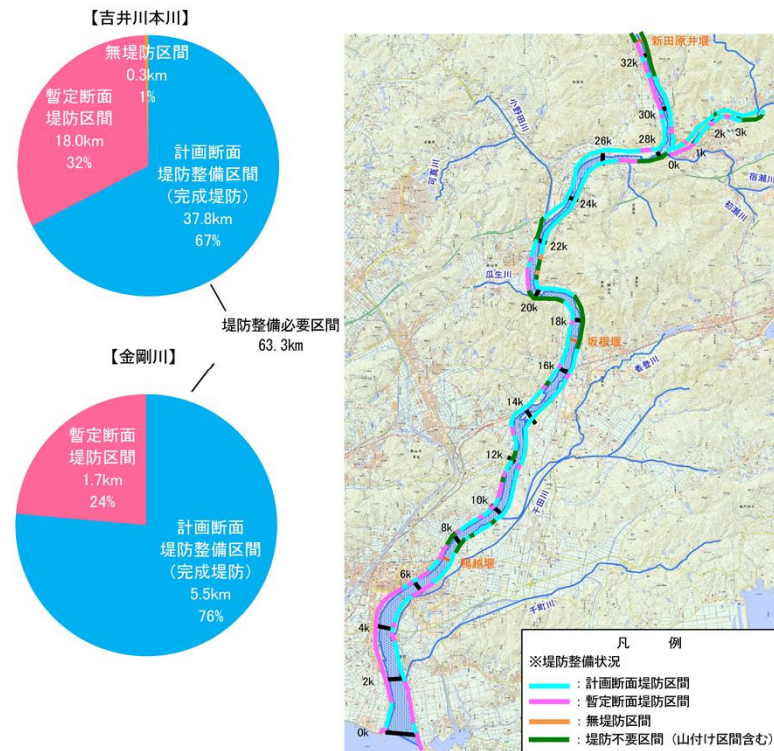 【吉井川本川】
無堤防区間
0.3km
1%
暫定断面
堤防区間
18.0km
32%
計画断面
堤防整備区間
（完成堤防）
37.8km
67%
堤防整備必要区間
63.3km
【金剛川】
暫定断面
堤防区間
1.7km
24%
計画断面
堤防整備区間
（完成堤防）
5.5km
76%
新田原井堰
32k
30k
28k
26k
24k
22k
20k
18k
16k
14k
12k
10k
8k
6k
4k
2k
0k
0k
1k
2k
3k
小野田川
可真川
宿瀬川
初瀬川
瓜生川
坂根堰
香登川
干田川
鴨越堰
千町川
凡　例
※堤防整備状況
：計画断面堤防区間
：暫定断面堤防区間
：無堤防区間
：堤防不要区間（山付け区間含む）